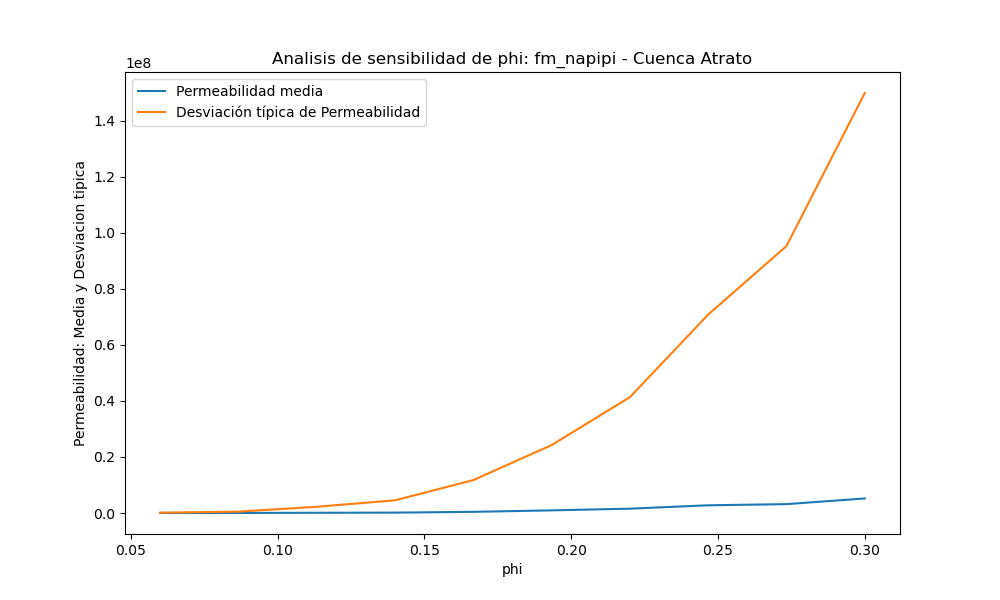 Analisis de sensibilidad de phi: fm_napipi - Cuenca Atrato
1e8
Permeabilidad media
Desviación típica de Permeabilidad
Permeabilidad: Media y Desviacion tipica
1.4
1.2
1.0
0.8
0.6
0.4
0.2
0.0
0.05 0.10 0.15 0.20 0.25 0.30
phi